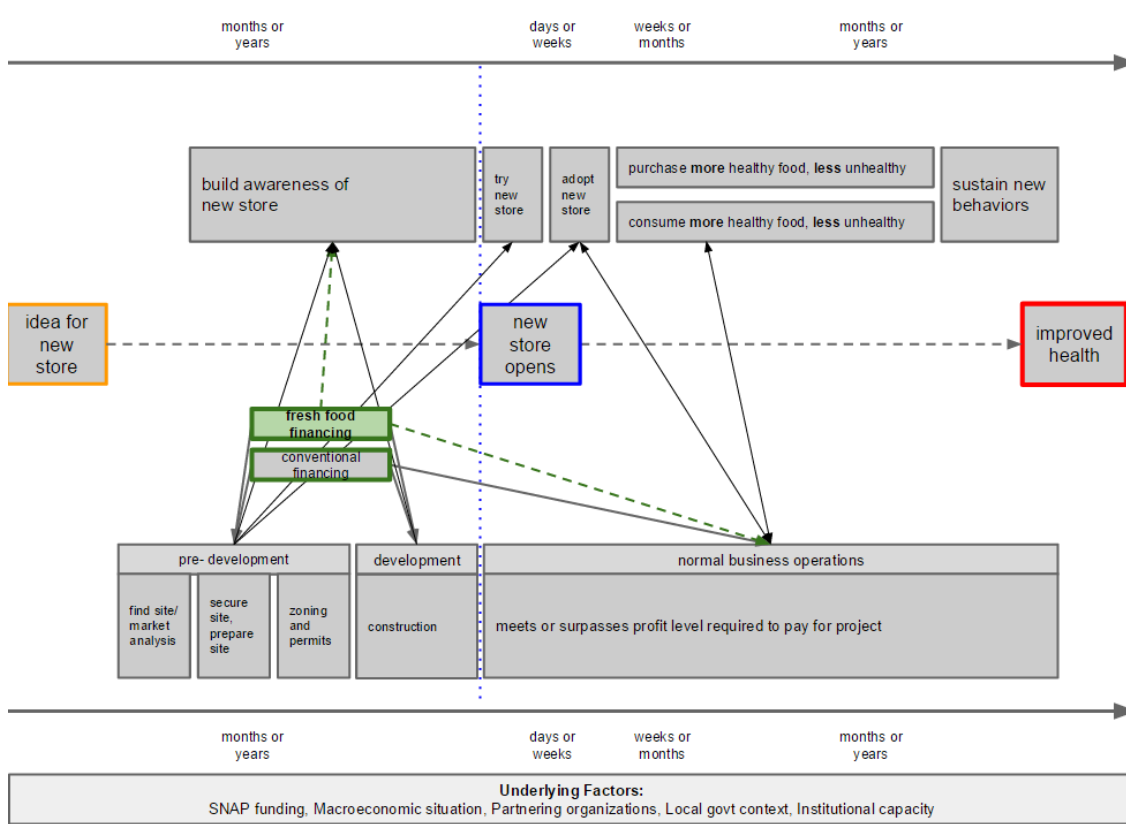 months or
years
days or
weeks
weeks or
months
months or
years
build awareness of
new store
try
new
store
adopt
new
store
purchase more healthy food, less unhealthy
consume more healthy food, less unhealthy
sustain new
behaviors
idea for
new
store
new
store
opens
improved
health
fresh food
financing
conventional
financing
pre- development
development
normal business operations
find site/
market
analysis
secure
site,
prepare
site
zoning
and
permits
construction
meets or surpasses profit level required to pay for project
months or
years
days or
weeks
weeks or
months
months or
years
Underlying Factors:
SNAP funding, Macroeconomic situation, Partnering organizations, Local govt context, Institutional capacity